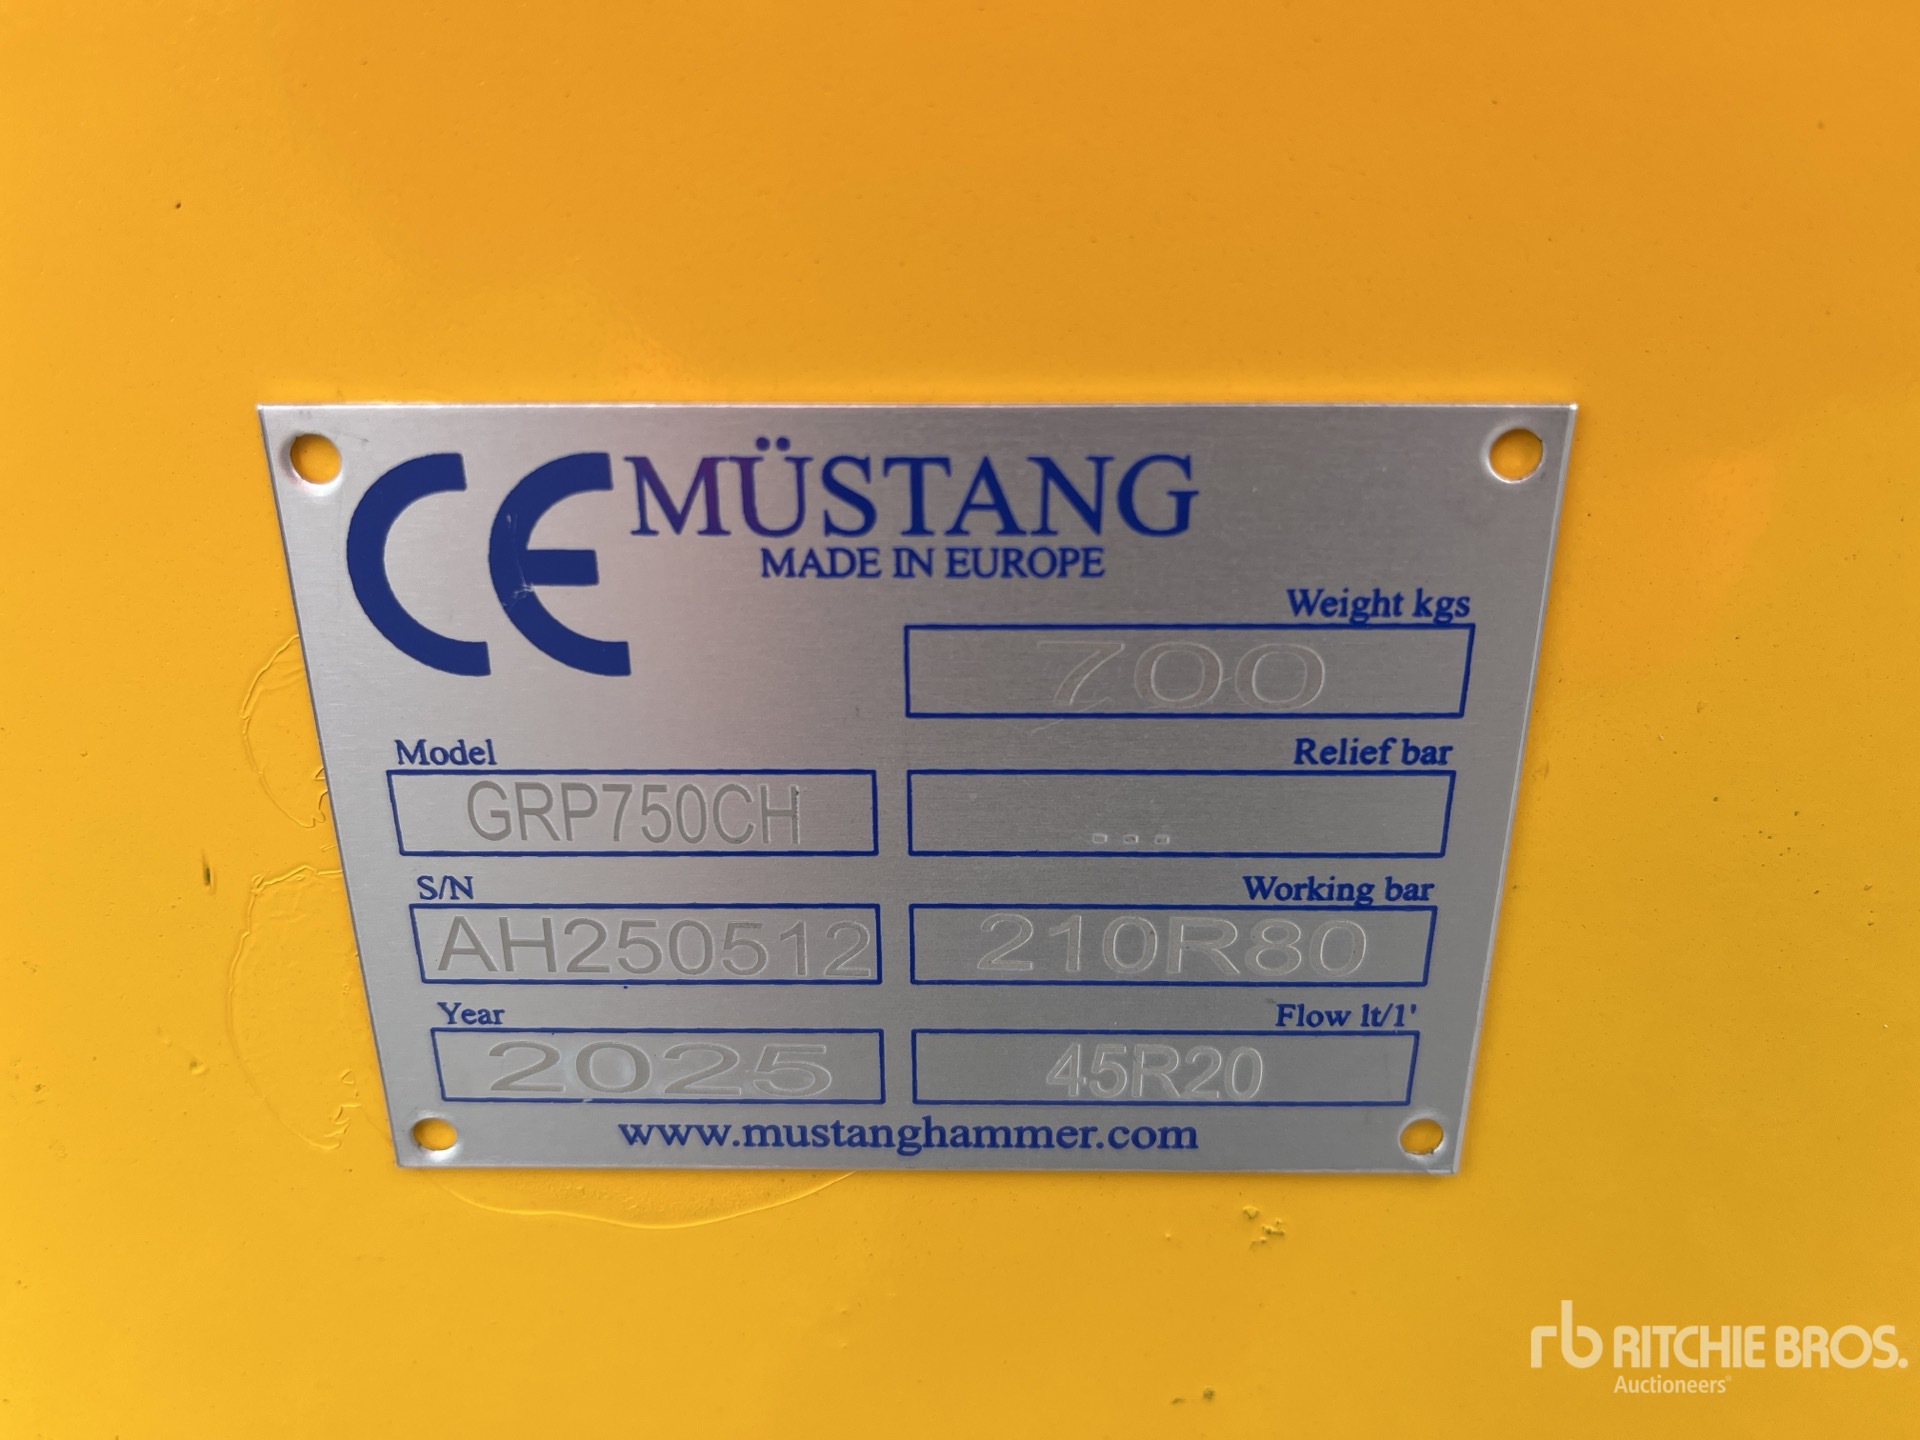 CE MÜSTANG
MADE IN EUROPE
Weight kgs
700
Model
GRP750CH
Relief bar
...
S/N
AH250512
Working bar
210R80
Year
2025
Flow lt/1'
45R20
www.mustanghammer.com
rb RITCHIE BROS.
Auctioneers